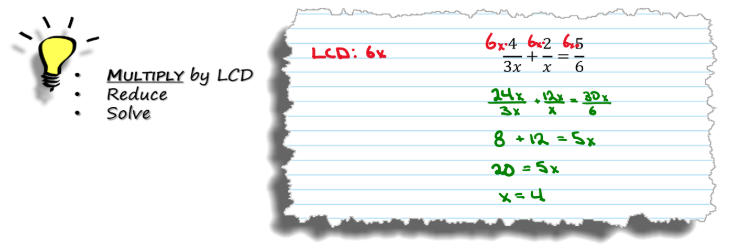 • MULTIPLY by LCD
• Reduce
• Solve
LCD: 6x
6x·4/3x + 6x·2/x = 6x·5/6
24x/3x + 12x/x = 30x/6
8 + 12 = 5x
20 = 5x
x = 4